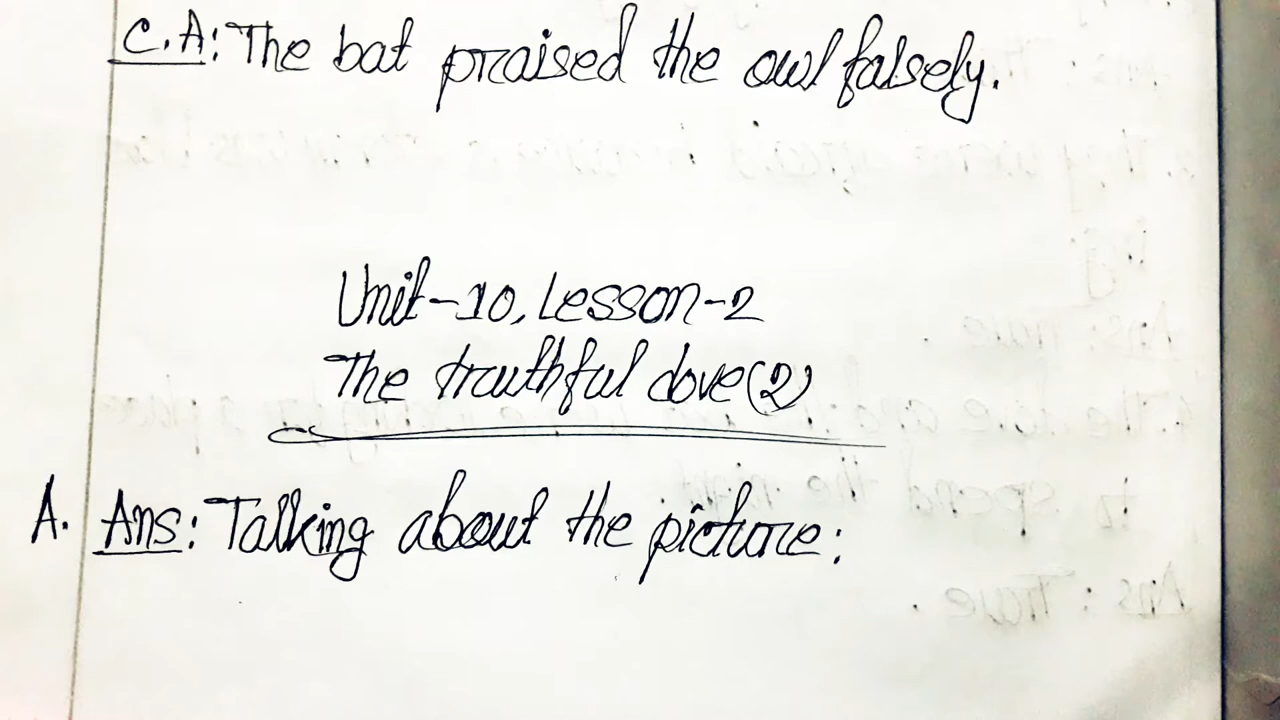 C.A: The bat praised the owl falsely.
Unit-10, Lesson-2
The truthful dove (2)
A. Ans: Talking about the picture: